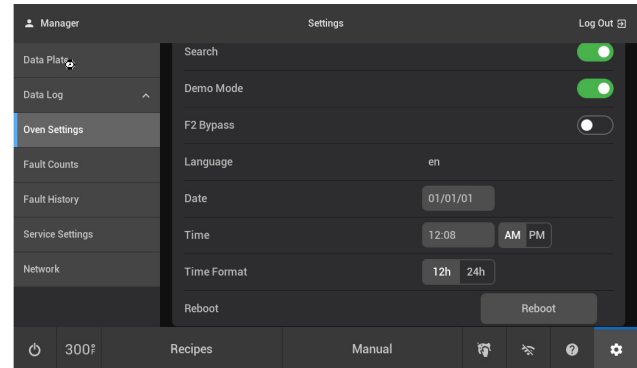 Manager
Settings
Log Out
Data Plate
Data Log
Oven Settings
Fault Counts
Fault History
Service Settings
Network
Search
Demo Mode
F2 Bypass
Language en
Date 01/01/01
Time 12:08 AM PM
Time Format 12h 24h
Reboot Reboot
300°F Recipes Manual